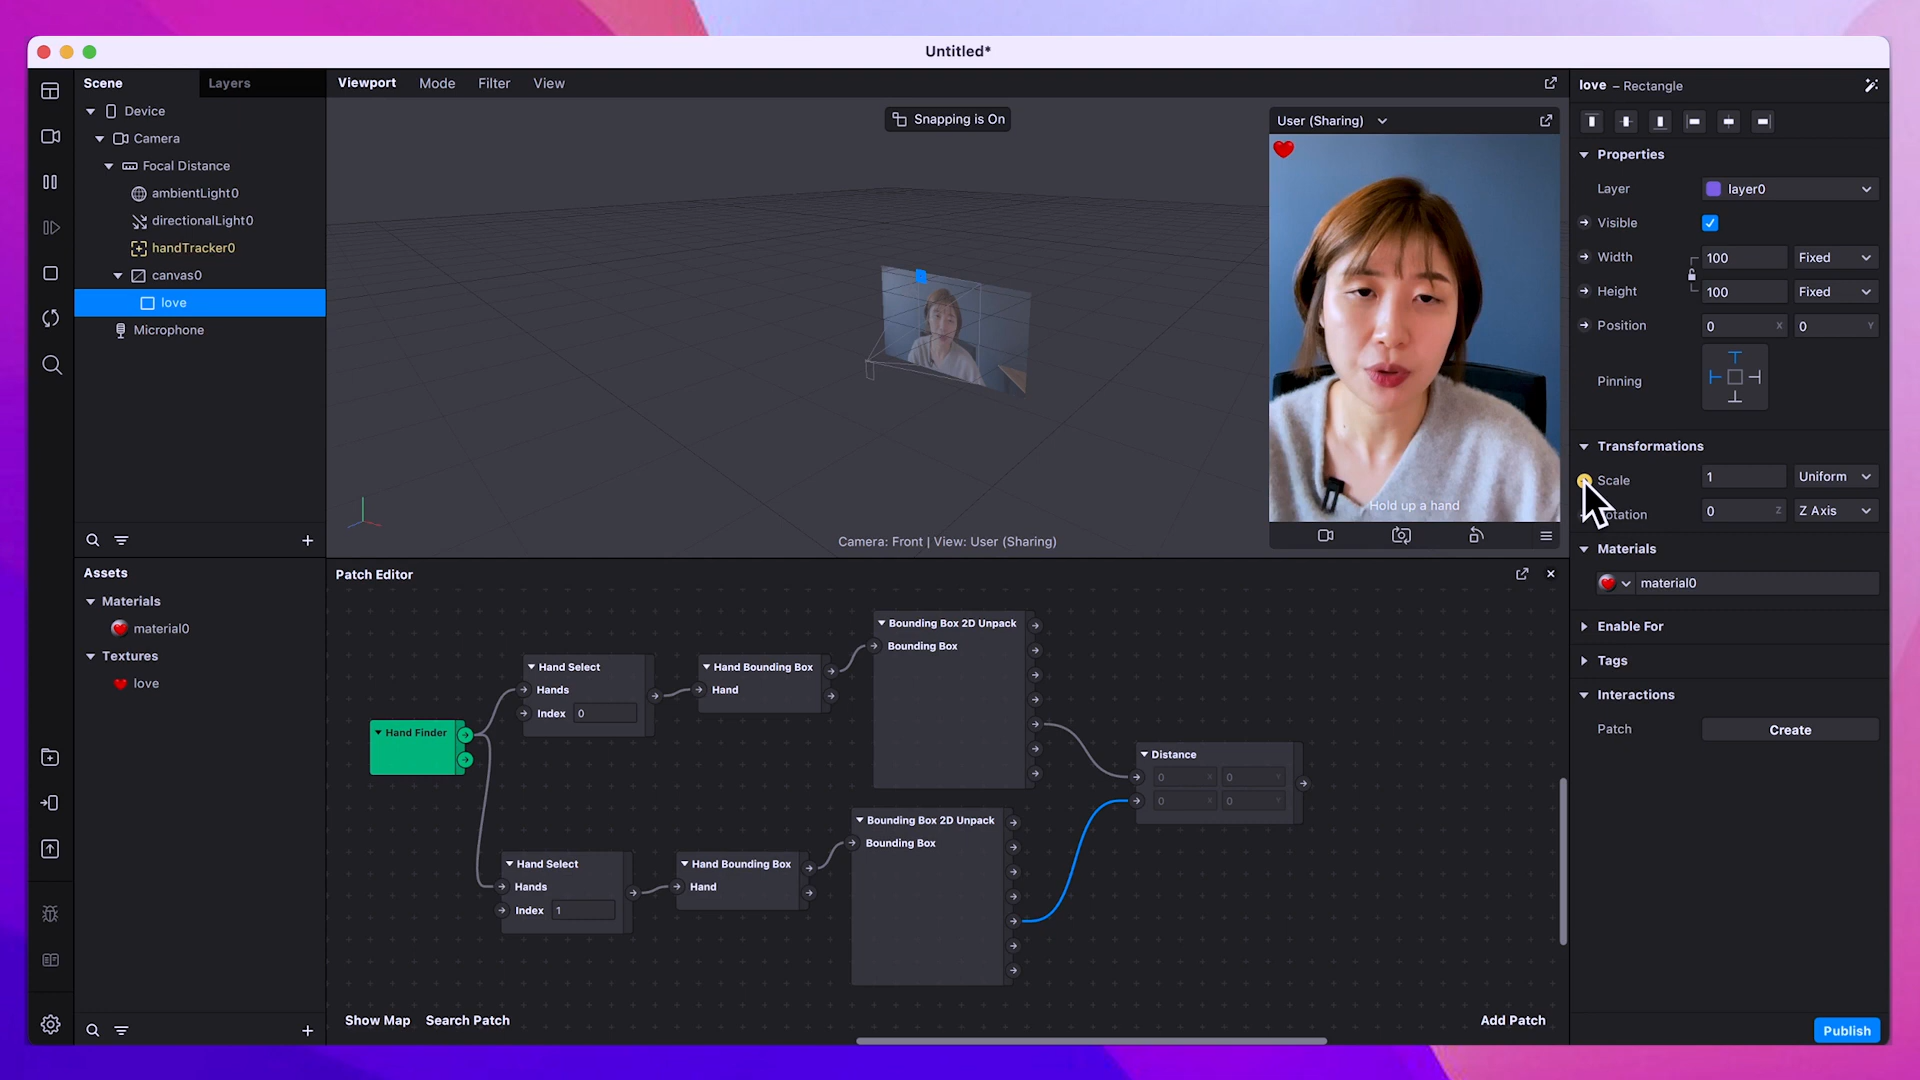 Untitled*
Scene
Layers
Device
Camera
Focal Distance
ambientLight0
directionalLight0
handTracker0
canvas0
love
Microphone
Viewport Mode Filter View
Snapping is On
User (Sharing)
Hold up a hand
Camera: Front | View: User (Sharing)
love – Rectangle
Properties
Layer layer0
Visible
Width 100 Fixed
Height 100 Fixed
Position 0 X 0 Y
Pinning
Transformations
Scale 1 Uniform
otation 0 Z Z Axis
Materials
material0
Enable For
Tags
Interactions
Patch Create
Publish
Assets
Materials
material0
Textures
love
Patch Editor
Hand Finder
Hand Select
Hands
Index 0
Hand Bounding Box
Hand
Bounding Box 2D Unpack
Bounding Box
Distance
0 X 0 Y
0 X 0 Y
Hand Select
Hands
Index 1
Hand Bounding Box
Hand
Bounding Box 2D Unpack
Bounding Box
Show Map Search Patch
Add Patch